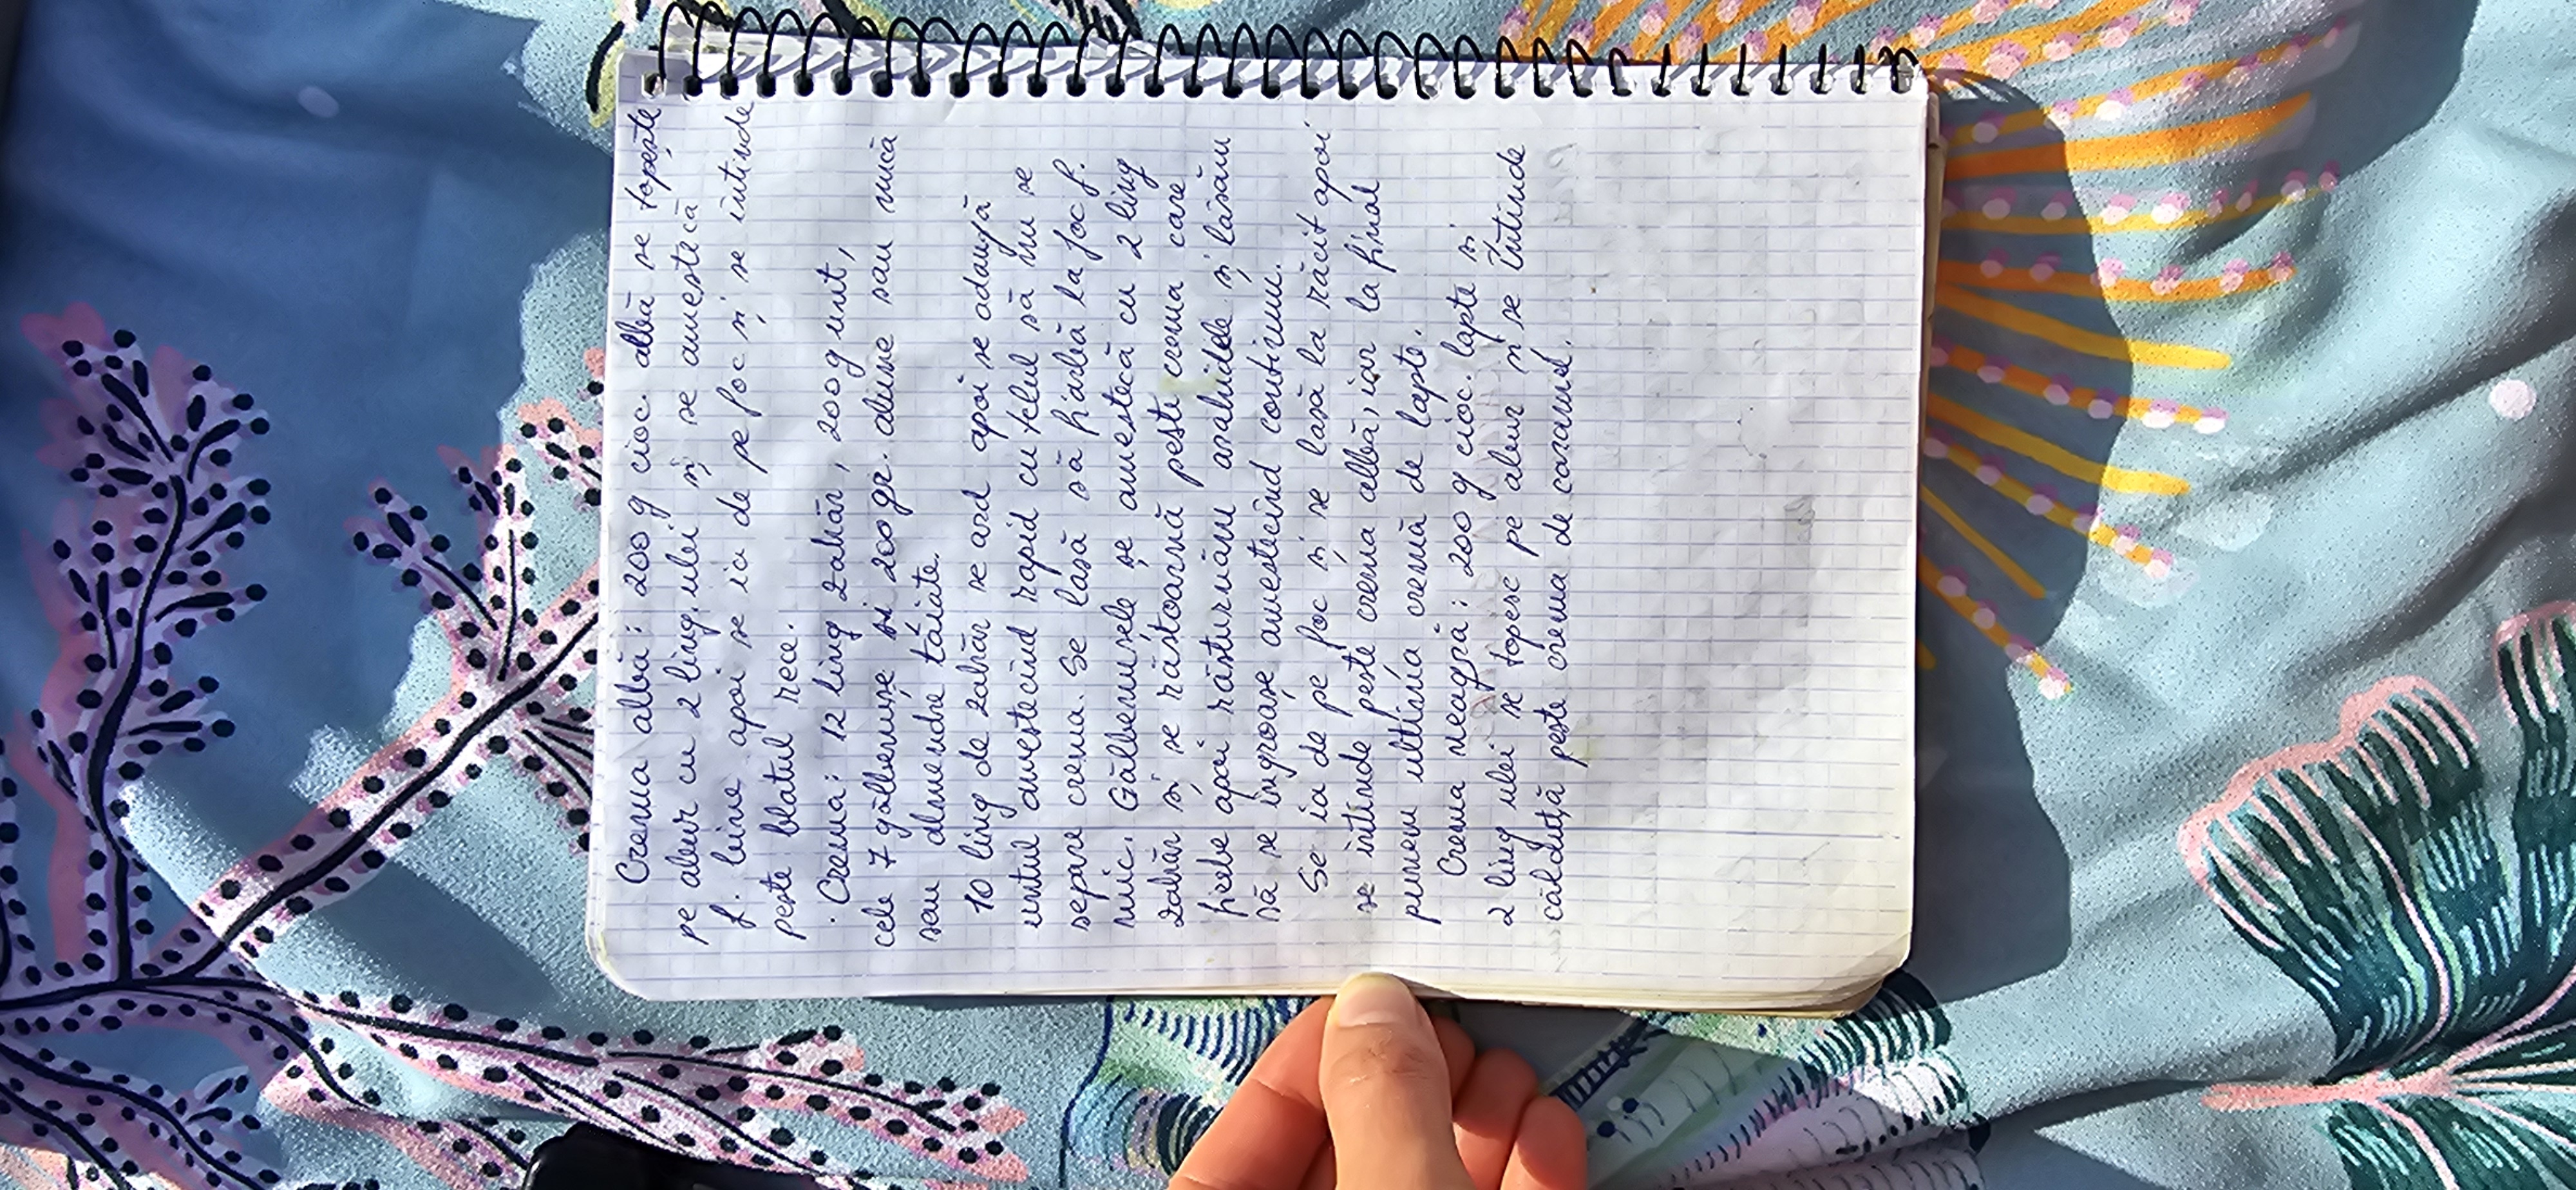 Crema albă: 200 g cioc. albă se topește
pe abur cu 2 ling. ulei și se amestecă
f. bine apoi se ia de pe foc și se întinde
peste blatul rece.
· Crema: 12 ling zahăr, 200 g unt,
cele 7 gălbenușe și 200 gr. alune sau nucă
sau almendre tăiate.
10 ling de zahăr se ard apoi se adaugă
untul amestecînd rapid cu telul să nu se
separe crema. Se lasă să fiarbă la foc f.
mic. Gălbenușele se amestecă cu 2 ling
zahăr și se răstoarnă peste crema care
fierbe apoi răsturnăm arahidele și lăsăm
să se îngroașe amestecînd continuu.
Se ia de pe foc și se lasă la răcit apoi
se întinde peste crema albă, iar la final
punem ultima cremă de lapte.
Crema neagră: 200 g cioc. lapte și
2 ling ulei se topesc pe abur și se întinde
călduță peste crema de caramel.